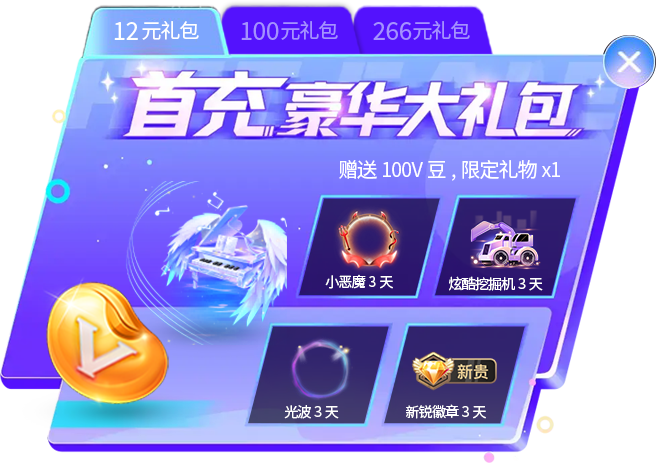 12元礼包 100元礼包 266元礼包
首充豪华大礼包
赠送 100V 豆 , 限定礼物 x1
小恶魔 3 天
炫酷挖掘机 3 天
V
新贵
光波 3 天
新锐徽章 3 天